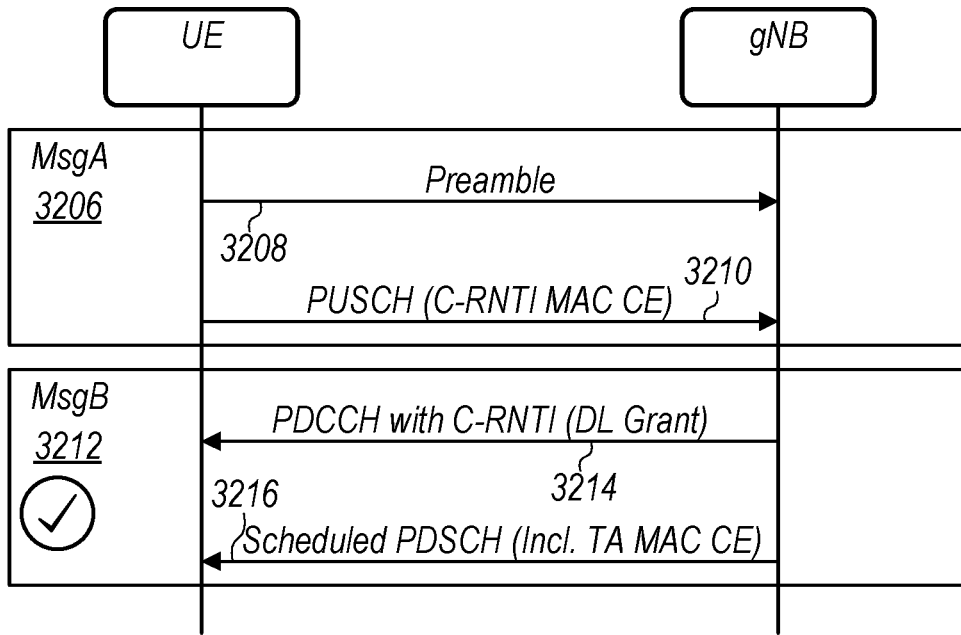 UE
gNB
MsgA
3206
Preamble
3208
3210
PUSCH (C-RNTI MAC CE)
MsgB
3212
PDCCH with C-RNTI (DL Grant)
3214
3216
Scheduled PDSCH (Incl. TA MAC CE)